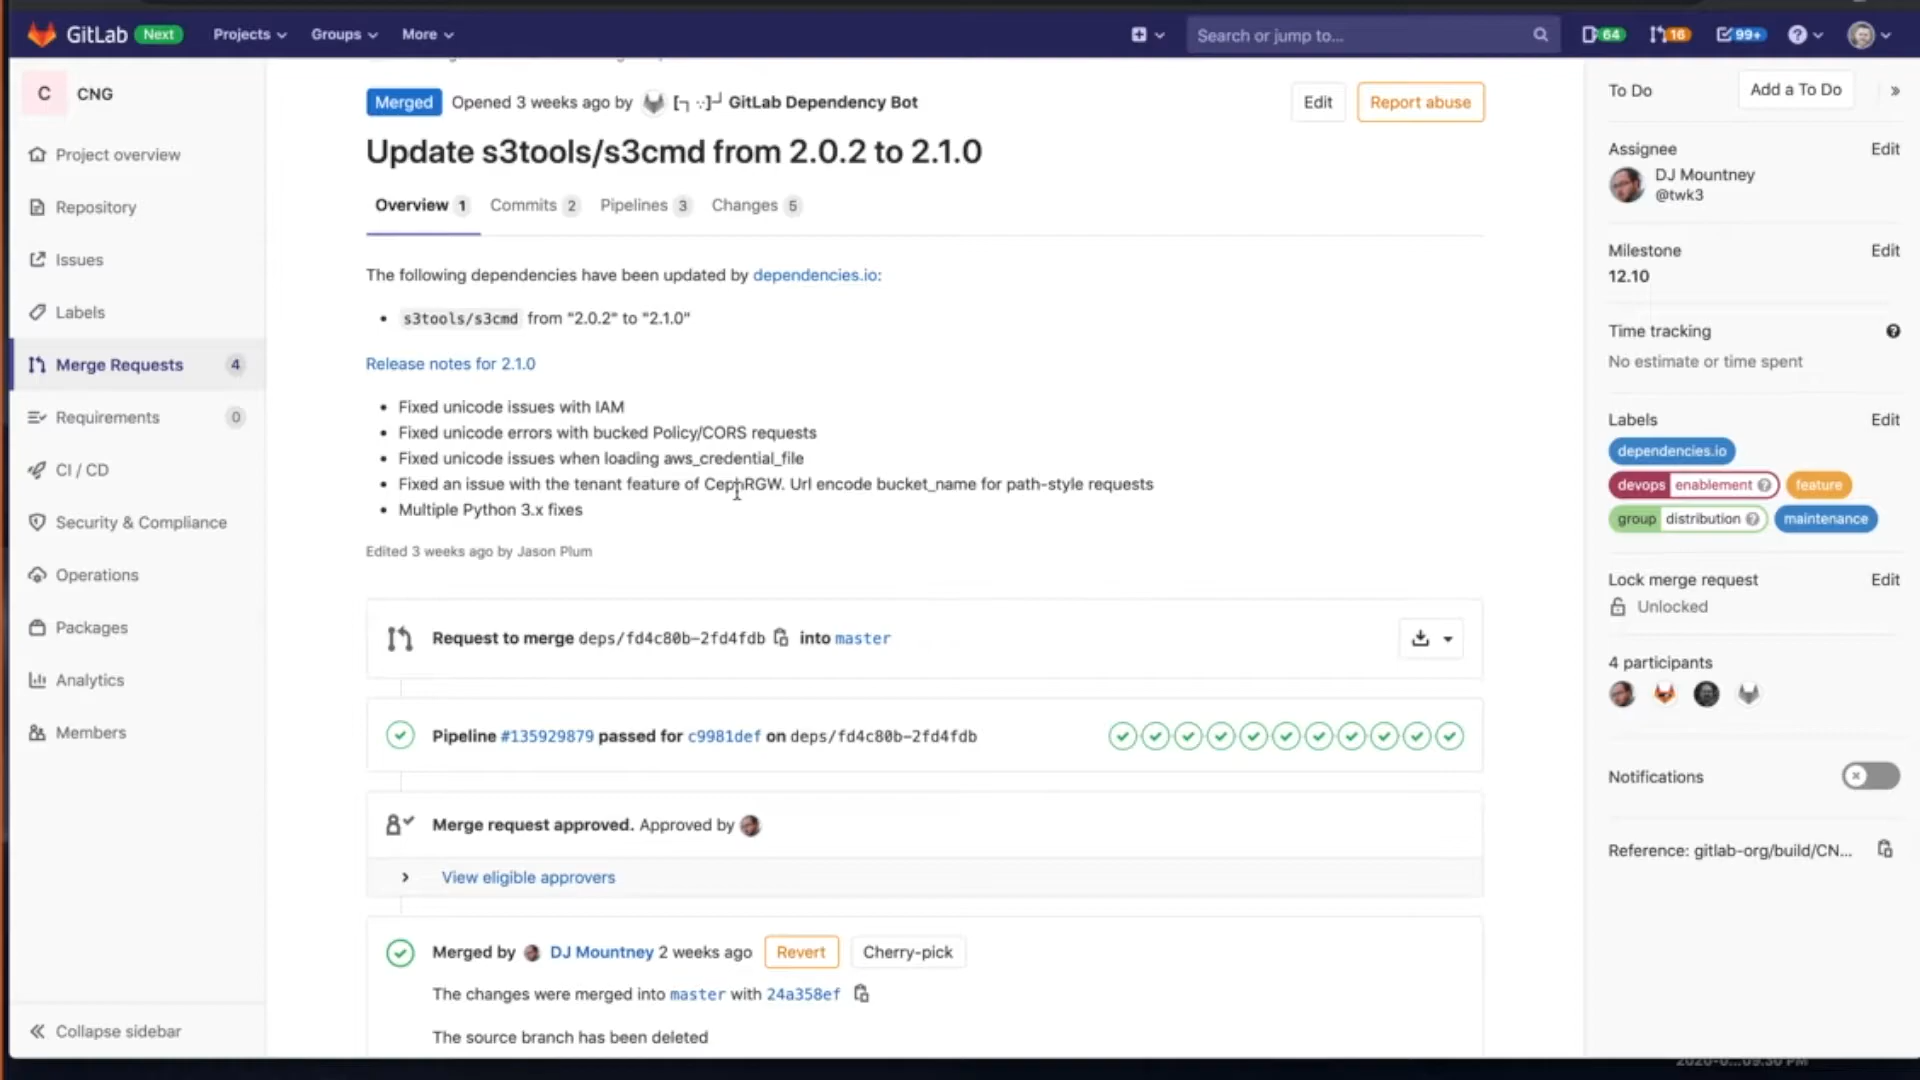 GitLab Next Projects Groups More Search or jump to... 64 16 99+
C CNG
Project overview
Repository
Issues
Labels
Merge Requests 4
Requirements 0
CI / CD
Security & Compliance
Operations
Packages
Analytics
Members
Collapse sidebar
Merged Opened 3 weeks ago by GitLab Dependency Bot Edit Report abuse
Update s3tools/s3cmd from 2.0.2 to 2.1.0
Overview 1 Commits 2 Pipelines 3 Changes 5
The following dependencies have been updated by dependencies.io:
• s3tools/s3cmd from "2.0.2" to "2.1.0"
Release notes for 2.1.0
• Fixed unicode issues with IAM
• Fixed unicode errors with bucked Policy/CORS requests
• Fixed unicode issues when loading aws_credential_file
• Fixed an issue with the tenant feature of CephRGW. Url encode bucket_name for path-style requests
• Multiple Python 3.x fixes
Edited 3 weeks ago by Jason Plum
Request to merge deps/fd4c80b-2fd4fdb into master
Pipeline #135929879 passed for c9981def on deps/fd4c80b-2fd4fdb
Merge request approved. Approved by
View eligible approvers
Merged by DJ Mountney 2 weeks ago Revert Cherry-pick
The changes were merged into master with 24a358ef
The source branch has been deleted
To Do Add a To Do »
Assignee Edit
DJ Mountney
@twk3
Milestone Edit
12.10
Time tracking
No estimate or time spent
Labels Edit
dependencies.io
devops enablement feature
group distribution maintenance
Lock merge request Edit
Unlocked
4 participants
Notifications
Reference: gitlab-org/build/CN...